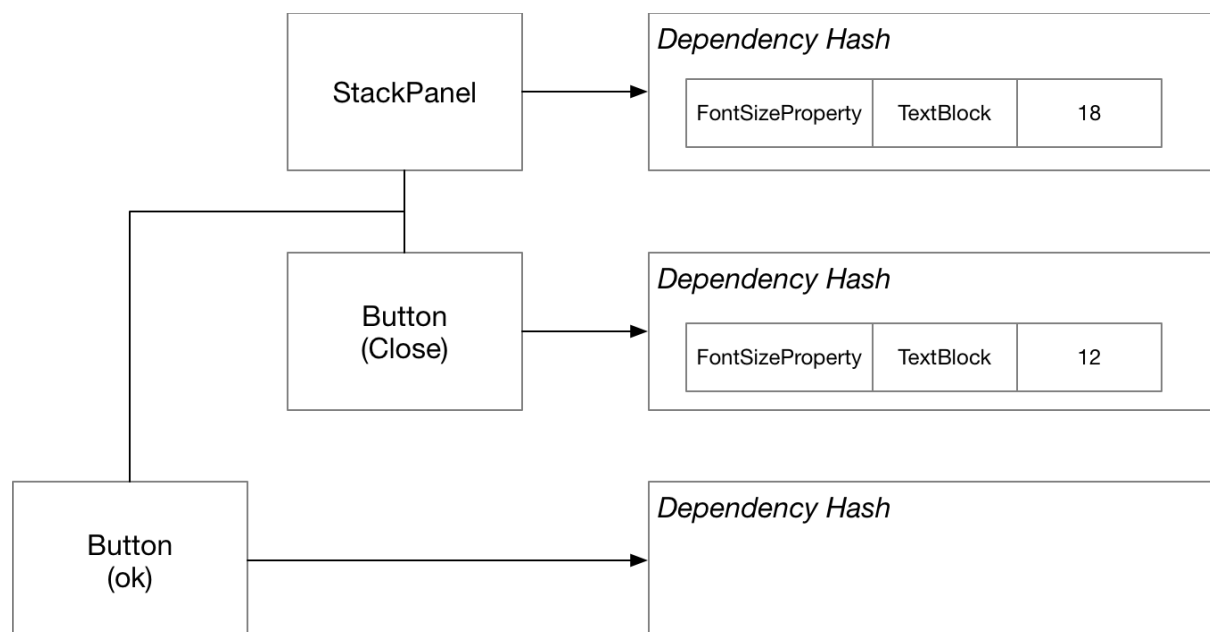 StackPanel
Dependency Hash
FontSizeProperty
TextBlock
18
Button
(Close)
Dependency Hash
FontSizeProperty
TextBlock
12
Button
(ok)
Dependency Hash